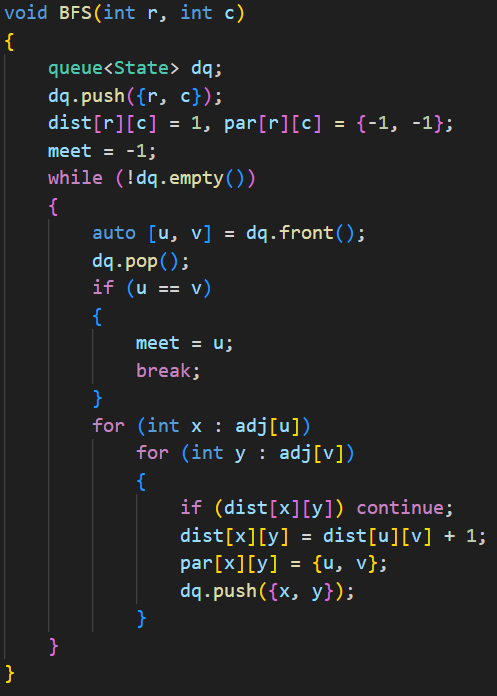 void BFS(int r, int c)
{
    queue<State> dq;
    dq.push({r, c});
    dist[r][c] = 1, par[r][c] = {-1, -1};
    meet = -1;
    while (!dq.empty())
    {
        auto [u, v] = dq.front();
        dq.pop();
        if (u == v)
        {
            meet = u;
            break;
        }
        for (int x : adj[u])
            for (int y : adj[v])
            {
                if (dist[x][y]) continue;
                dist[x][y] = dist[u][v] + 1;
                par[x][y] = {u, v};
                dq.push({x, y});
            }
    }
}